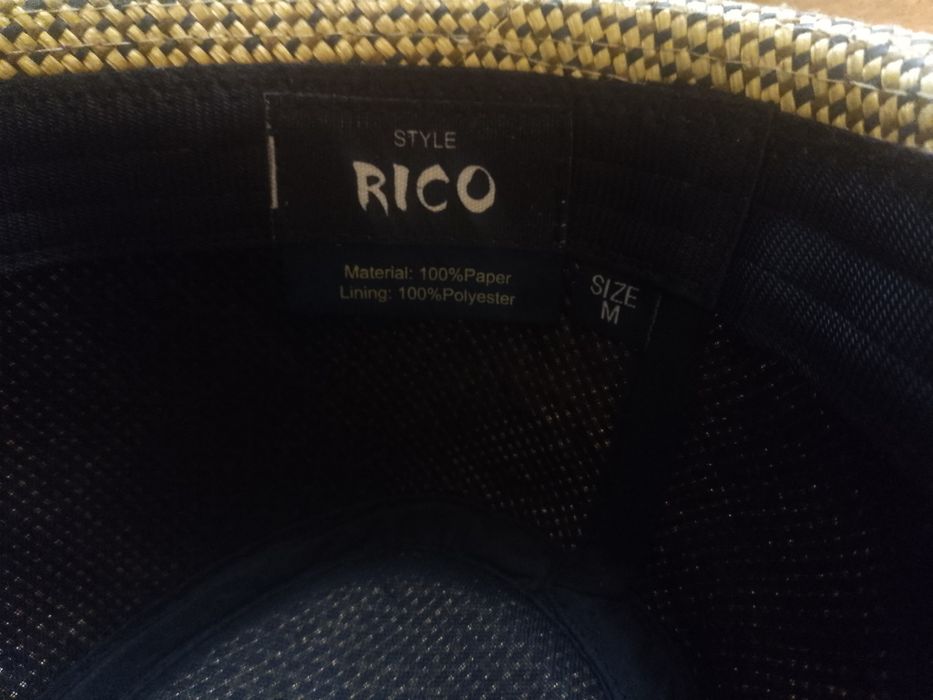 STYLE
RICO
Material: 100%Paper
Lining: 100%Polyester
SIZE
M